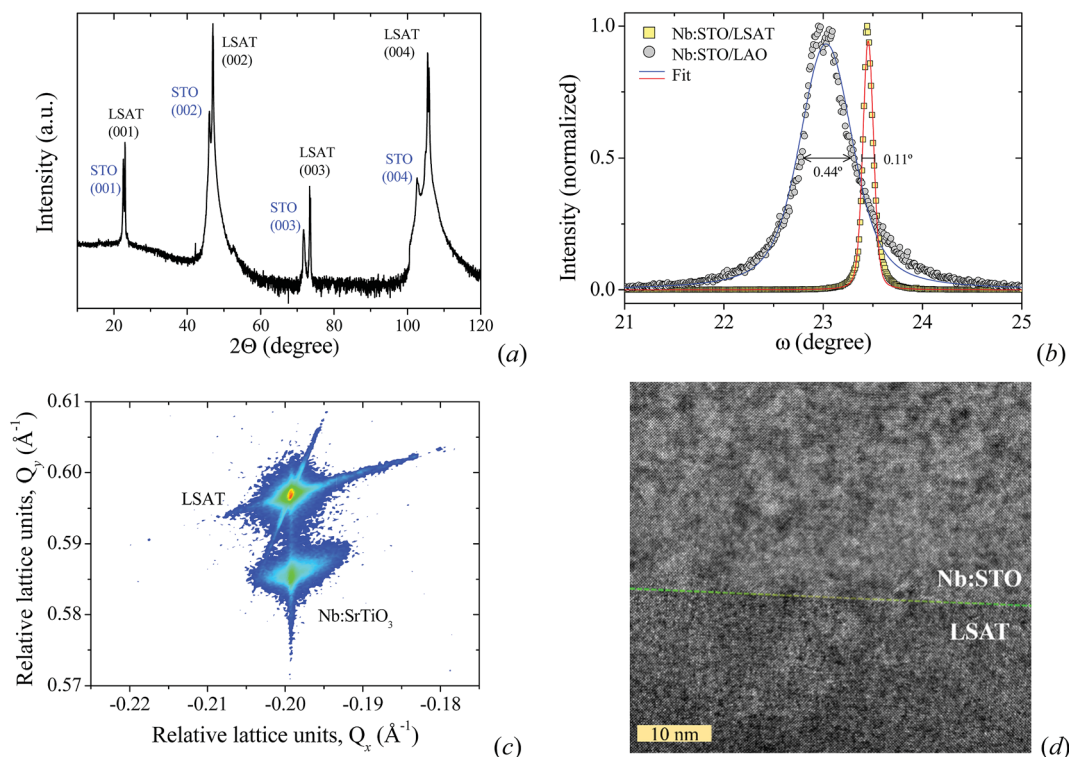 Intensity (a.u.)
STO
(001)
LSAT
(001)
STO
(002)
LSAT
(002)
STO
(003)
LSAT
(003)
STO
(004)
LSAT
(004)
20 40 60 80 100 120
2Θ (degree)
(a)
Intensity (normalized)
1.0
0.5
0.0
Nb:STO/LSAT
Nb:STO/LAO
Fit
0.44º
0.11º
21 22 23 24 25
ω (degree)
(b)
Relative lattice units, Qy (Å-1)
0.61
0.60
0.59
0.58
0.57
LSAT
Nb:SrTiO3
-0.22 -0.21 -0.20 -0.19 -0.18
Relative lattice units, Qx (Å-1)
(c)
Nb:STO
LSAT
10 nm
(d)